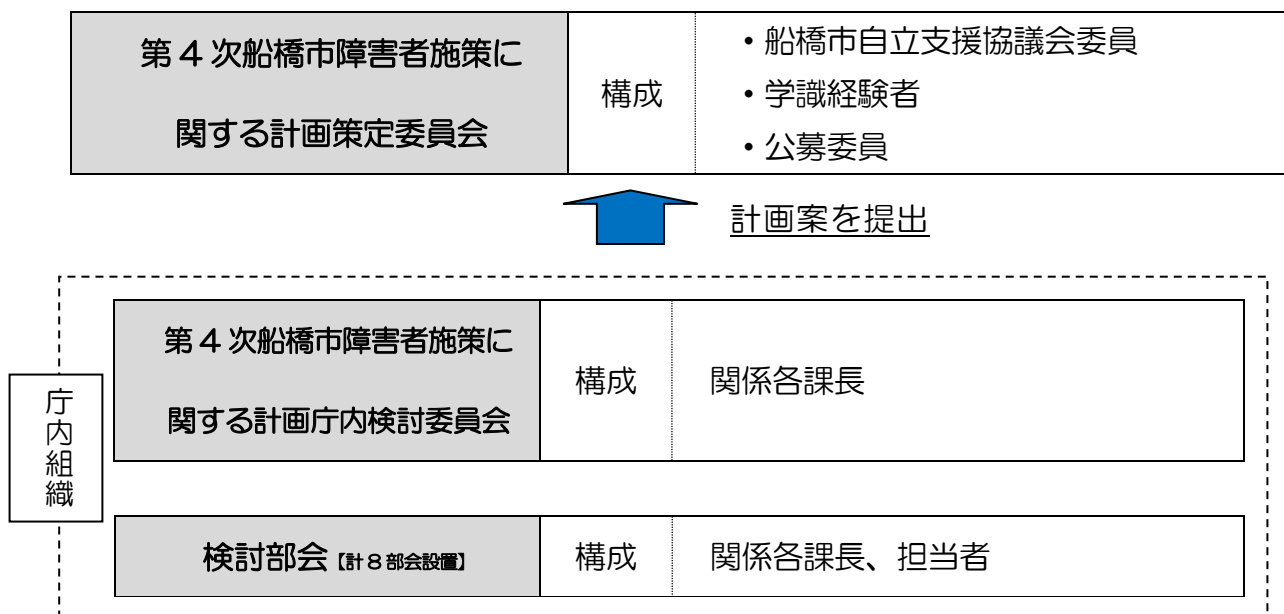 第4次船橋市障害者施策に
関する計画策定委員会
構成
・船橋市自立支援協議会委員
・学識経験者
・公募委員
計画案を提出
庁内組織
第4次船橋市障害者施策に
関する計画庁内検討委員会
構成
関係各課長
検討部会【計8部会設置】
構成
関係各課長、担当者